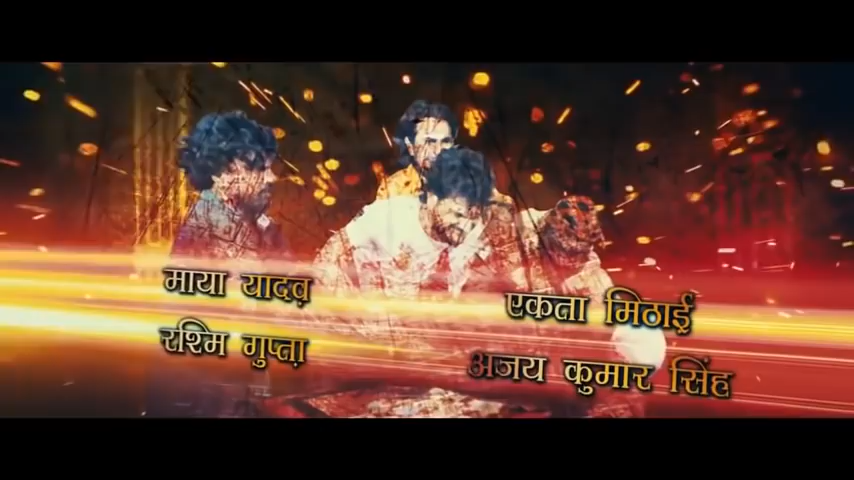 माया यादव़
रश्मि गुप्ता़
एकता मिठाई
अजय कुमार सिंह